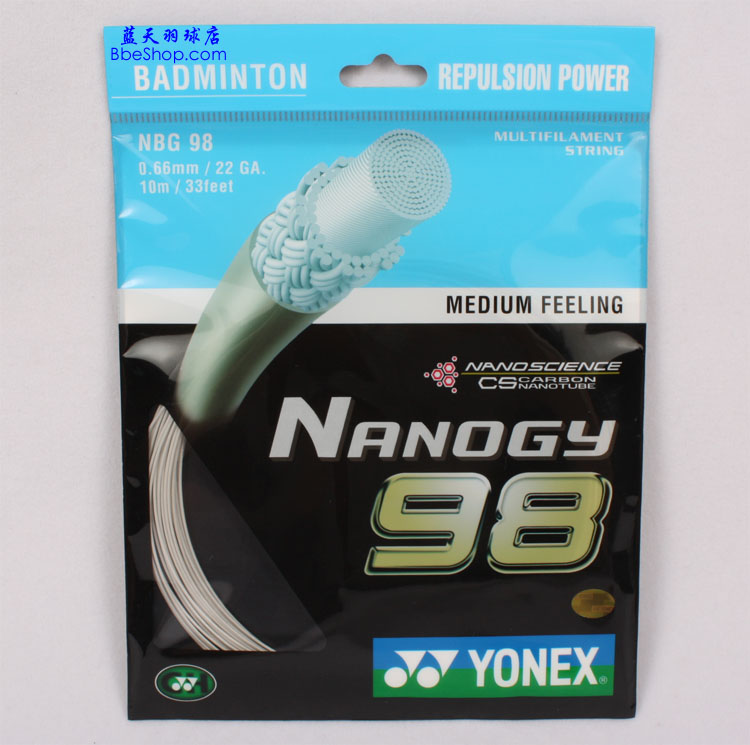 蓝天羽球店
BbeShop.com
BADMINTON
REPULSION POWER
NBG 98
0.66mm / 22 GA.
10m / 33feet
MULTIFILAMENT
STRING
MEDIUM FEELING
NANOSCIENCE
CS CARBON
NANOTUBE
NANOGY
98
YONEX®